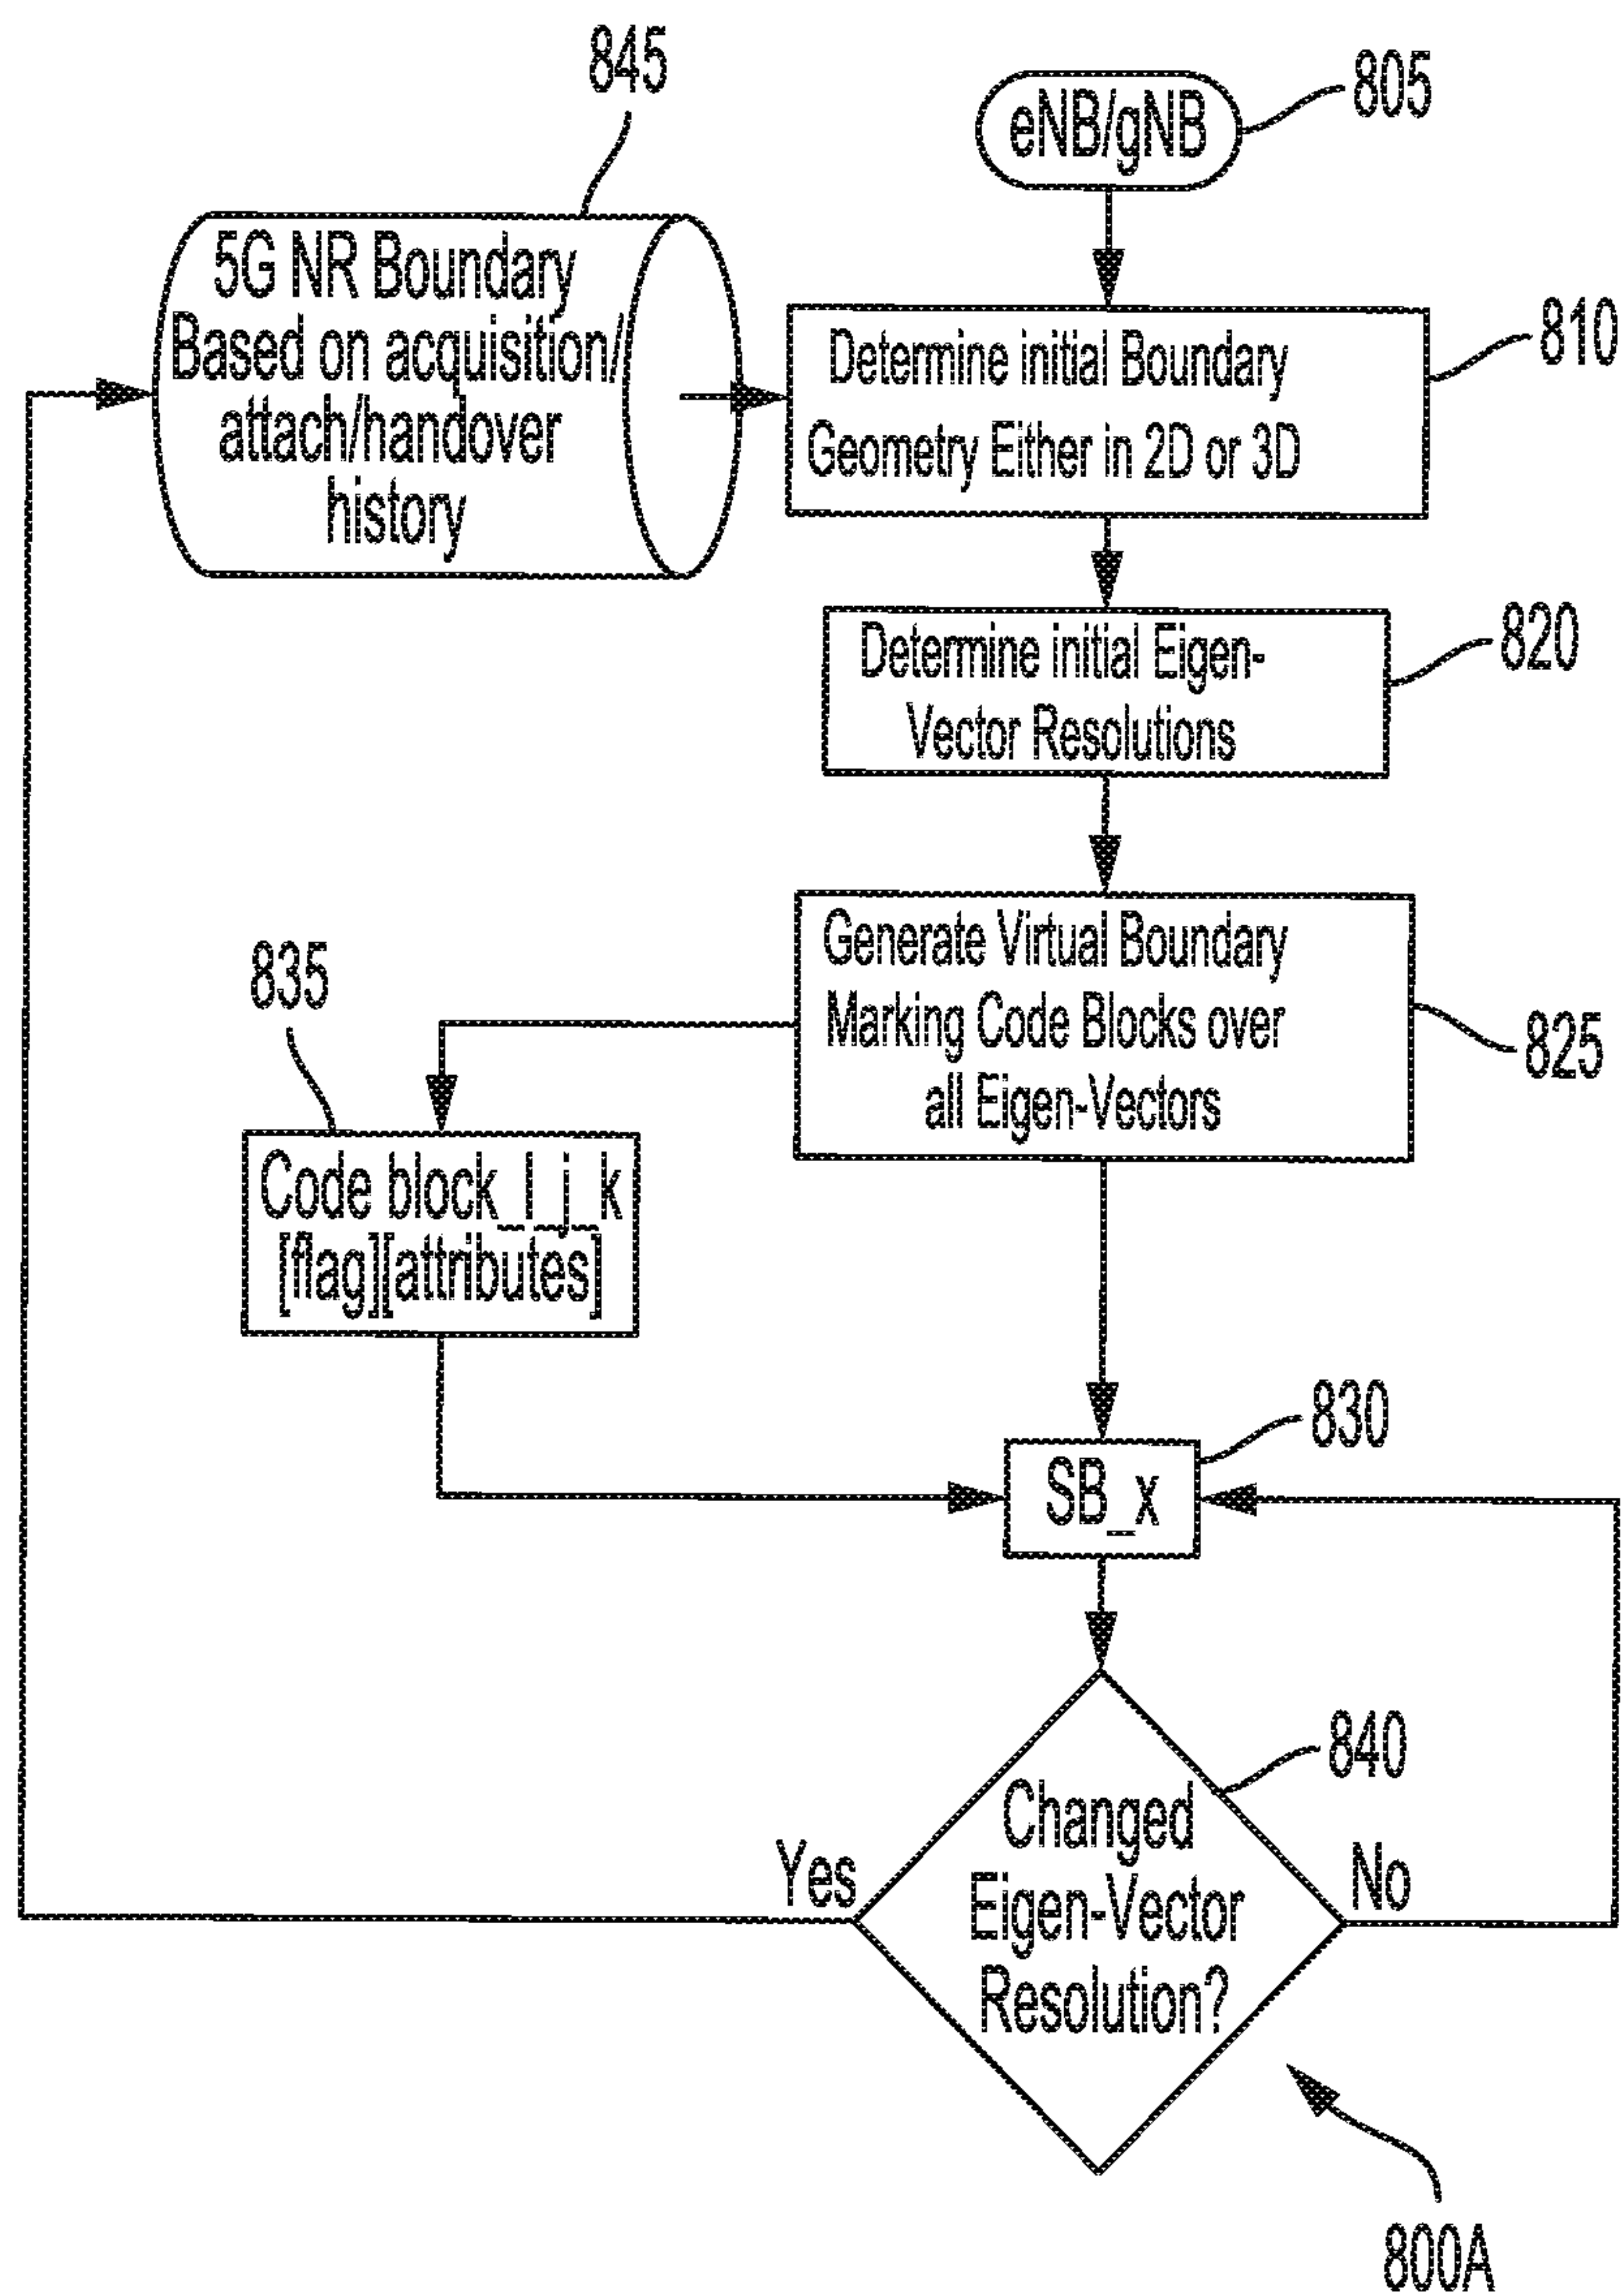 845
eNB/gNB
805
5G NR Boundary
Based on acquisition/
attach/handover
history
Determine initial Boundary
Geometry Either in 2D or 3D
810
Determine initial Eigen-
Vector Resolutions
820
Generate Virtual Boundary
Marking Code Blocks over
all Eigen-Vectors
825
835
Code block_I_j_k
[flag][attributes]
830
SB_x
840
Changed
Eigen-Vector
Resolution?
Yes
No
800A